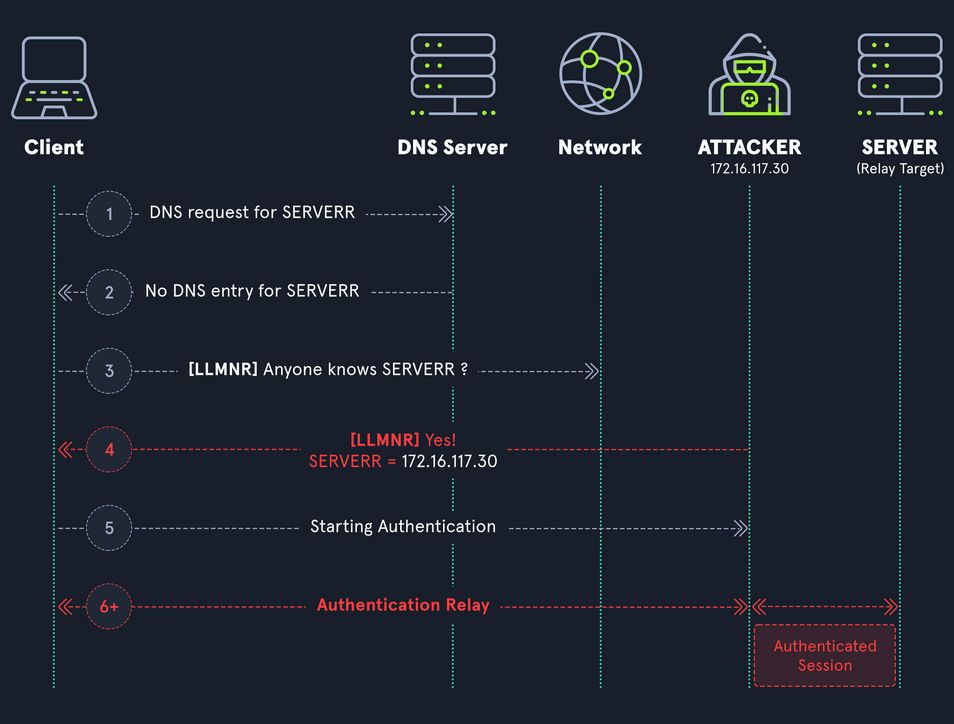 Client
DNS Server
Network
ATTACKER
172.16.117.30
SERVER
(Relay Target)
1
DNS request for SERVERR
2
No DNS entry for SERVERR
3
[LLMNR] Anyone knows SERVERR ?
4
[LLMNR] Yes!
SERVERR = 172.16.117.30
5
Starting Authentication
6+
Authentication Relay
Authenticated
Session